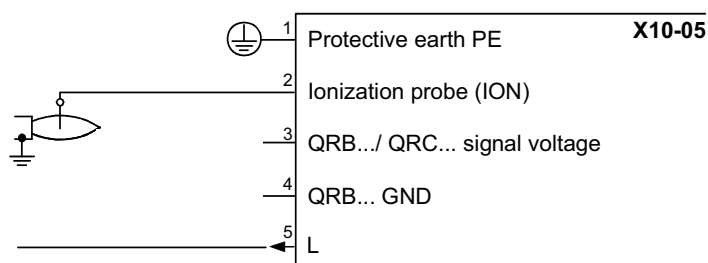 X10-05
1 Protective earth PE
2 Ionization probe (ION)
3 QRB.../ QRC... signal voltage
4 QRB... GND
5 L